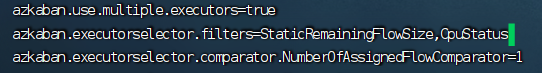 azkaban.use.multiple.executors=true
azkaban.executorselector.filters=StaticRemainingFlowSize,CpuStatus
azkaban.executorselector.comparator.NumberOfAssignedFlowComparator=1